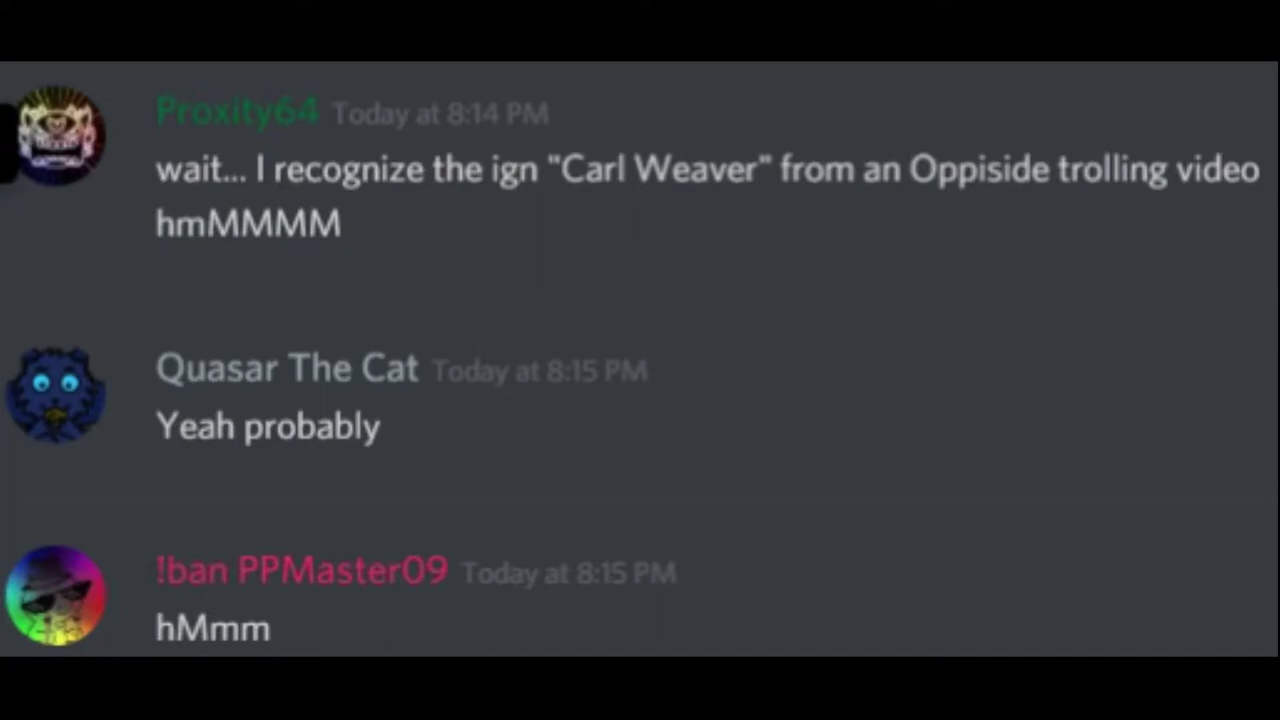 Proxity64 Today at 8:14 PM
wait... I recognize the ign "Carl Weaver" from an Oppiside trolling video
hmMMMM
Quasar The Cat Today at 8:15 PM
Yeah probably
!ban PPMaster09 Today at 8:15 PM
hMmm